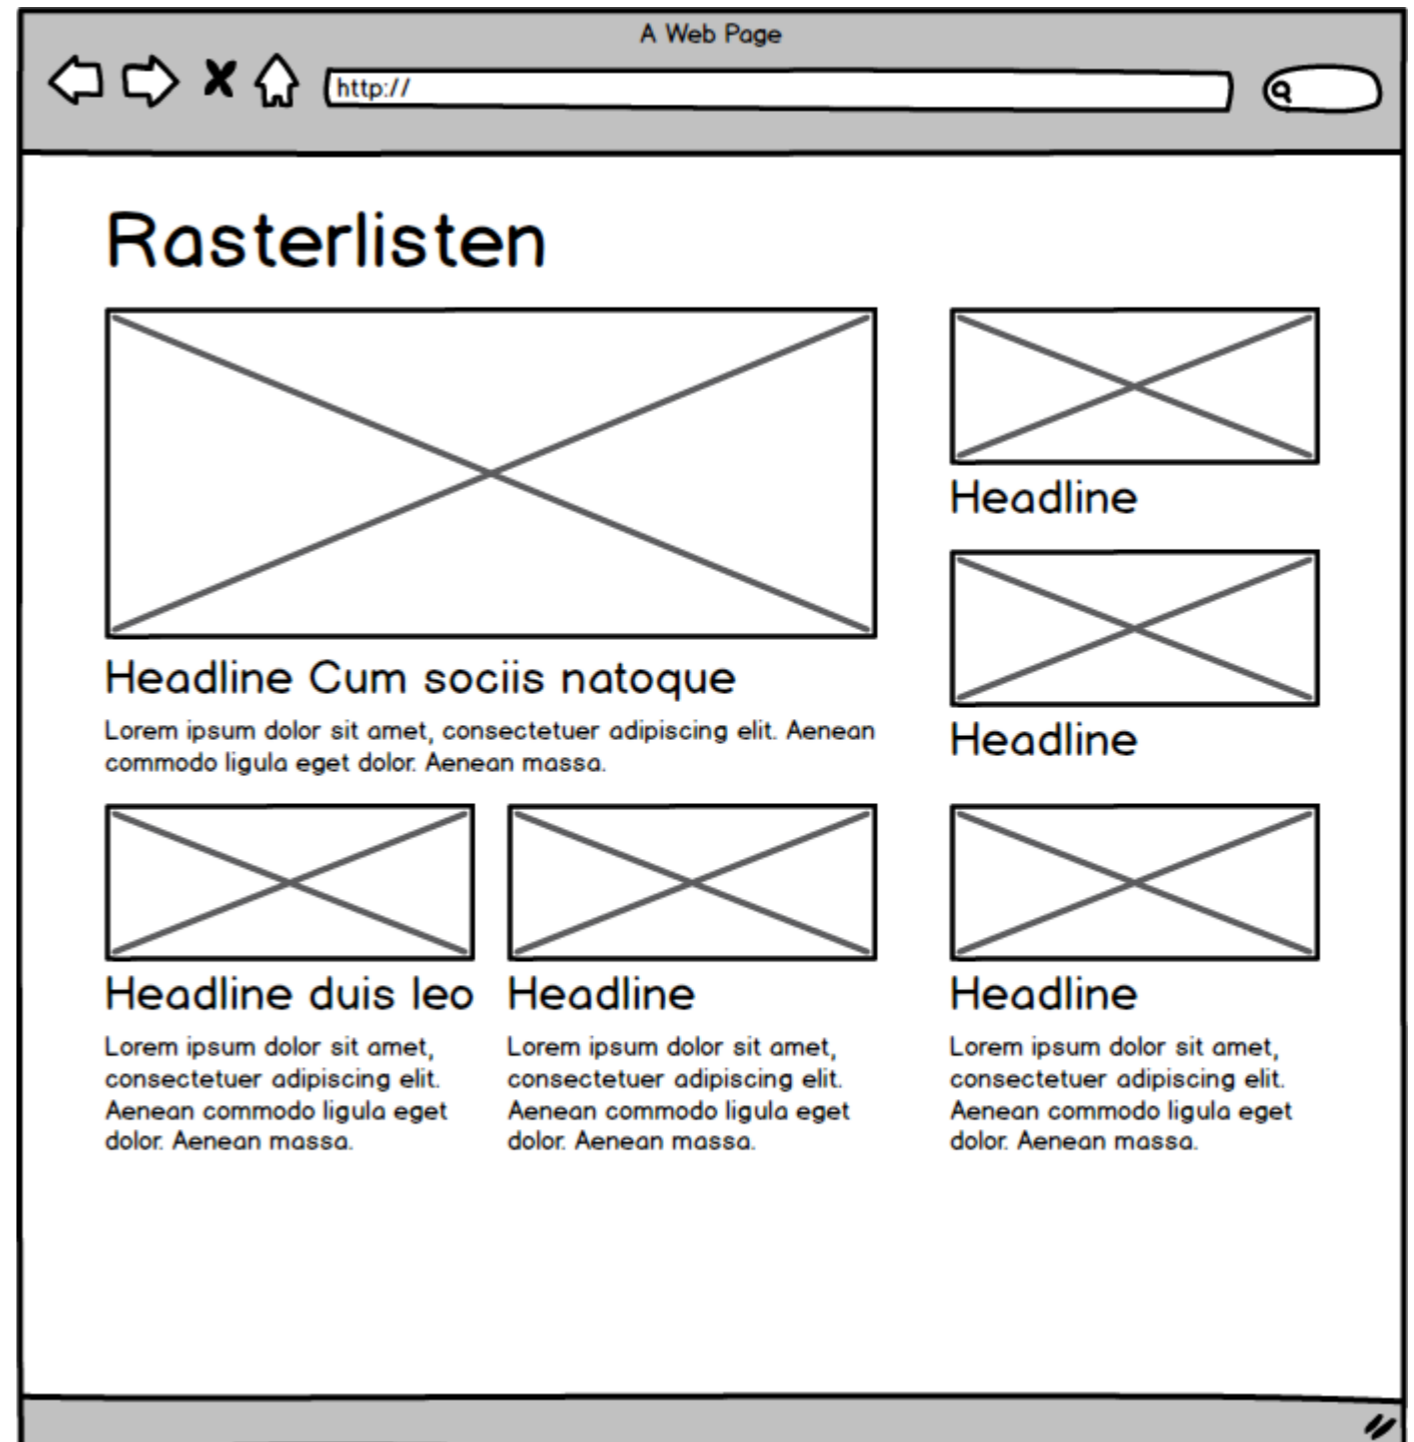 A Web Page
http://
Rasterlisten
Headline Cum sociis natoque
Lorem ipsum dolor sit amet, consectetuer adipiscing elit. Aenean
commodo ligula eget dolor. Aenean massa.
Headline
Headline
Headline duis leo
Lorem ipsum dolor sit amet,
consectetuer adipiscing elit.
Aenean commodo ligula eget
dolor. Aenean massa.
Headline
Lorem ipsum dolor sit amet,
consectetuer adipiscing elit.
Aenean commodo ligula eget
dolor. Aenean massa.
Headline
Lorem ipsum dolor sit amet,
consectetuer adipiscing elit.
Aenean commodo ligula eget
dolor. Aenean massa.